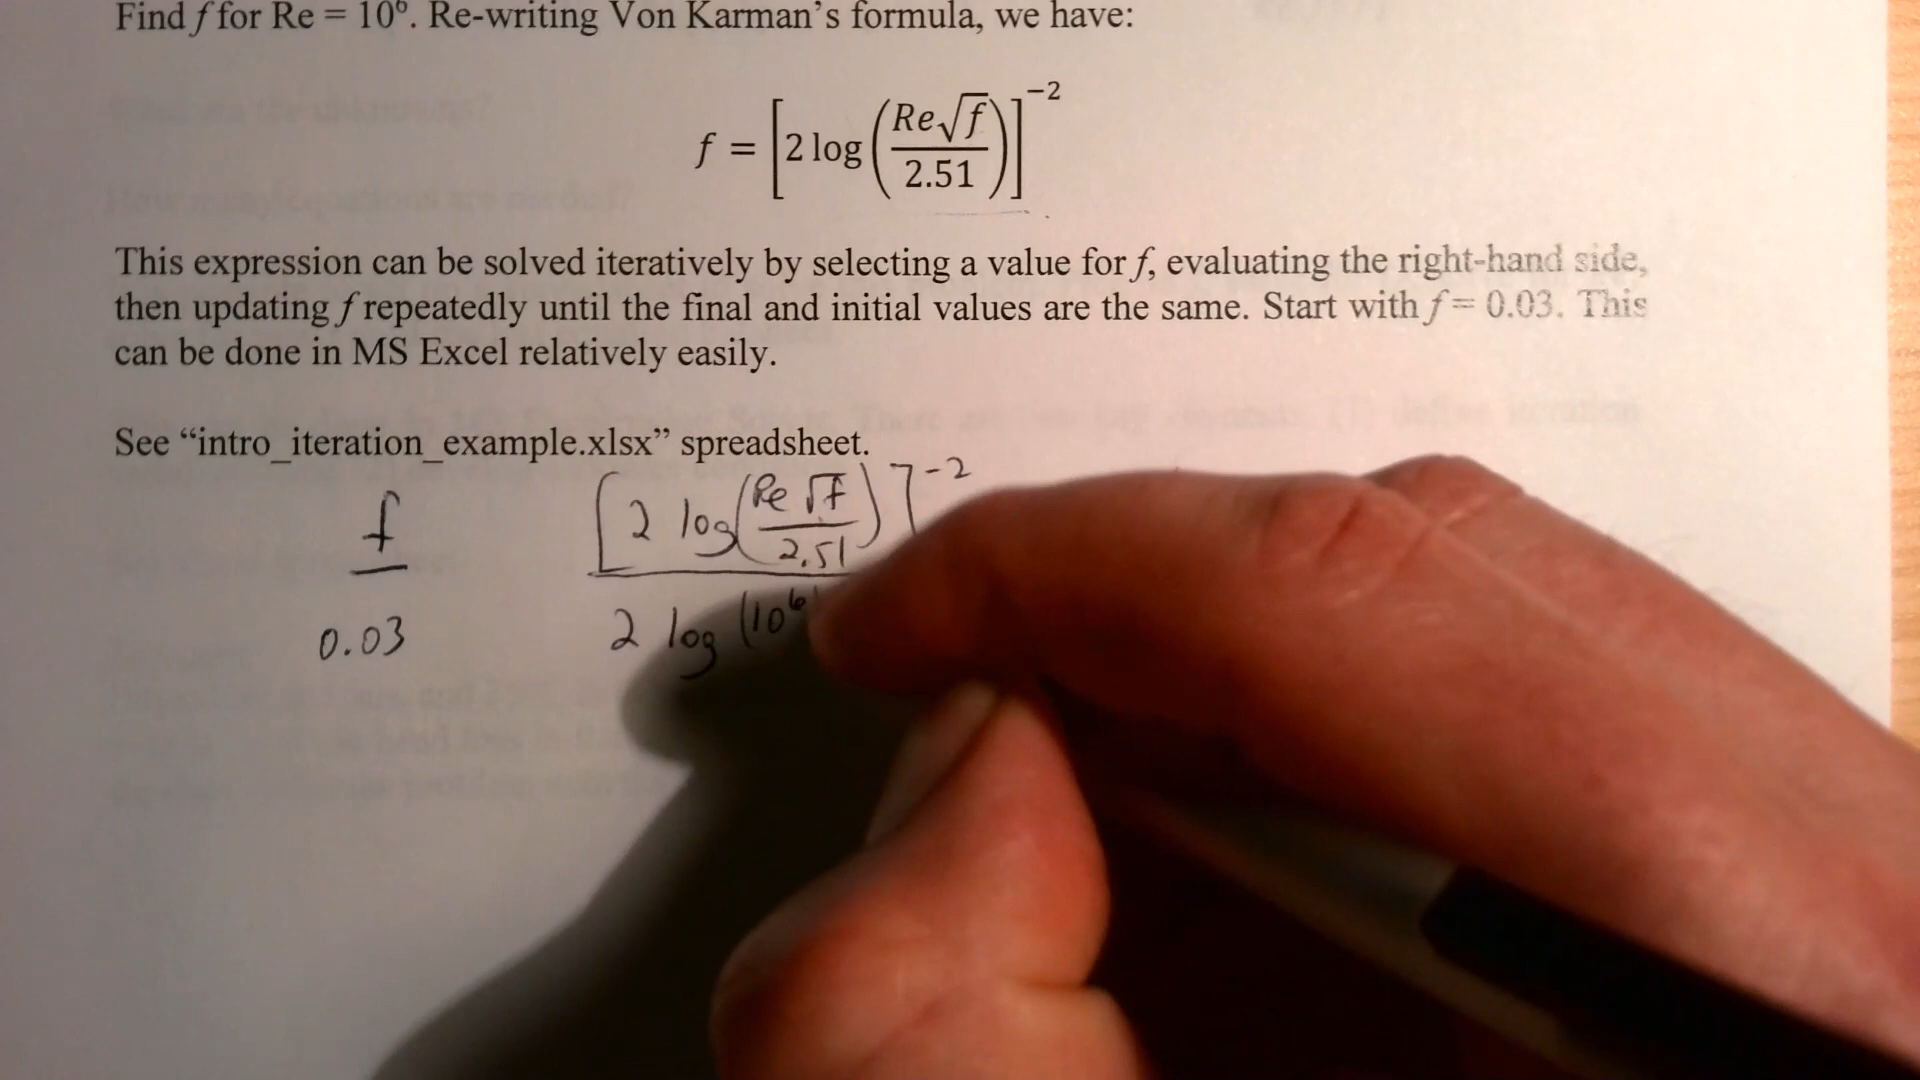 Find f for Re = 10⁶. Re-writing Von Karman's formula, we have:
f = [2 log(Re√f / 2.51)]⁻²
This expression can be solved iteratively by selecting a value for f, evaluating the right-hand side,
then updating f repeatedly until the final and initial values are the same. Start with f = 0.03. This
can be done in MS Excel relatively easily.
See “intro_iteration_example.xlsx” spreadsheet.
f [2 log(Re √f / 2.51)]⁻²
0.03 2 log (10⁶